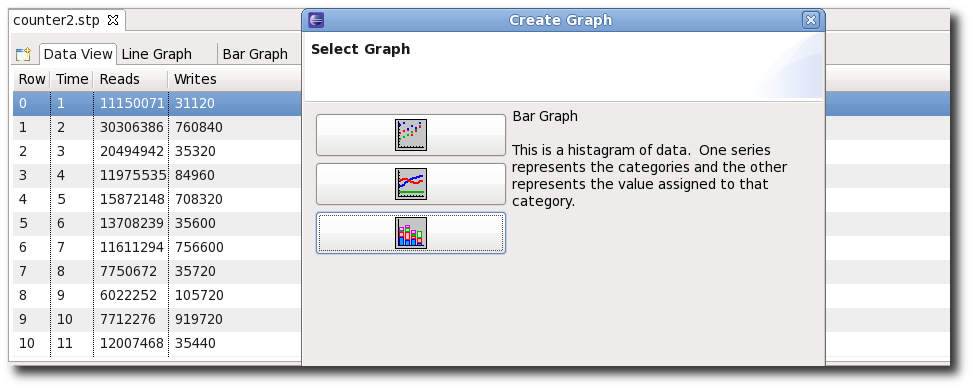 counter2.stp
Create Graph
Select Graph
Data View Line Graph Bar Graph
Row Time Reads Writes
0 1 11150071 31120
1 2 30306386 760840
2 3 20494942 35320
3 4 11975535 84960
4 5 15872148 708320
5 6 13708239 35600
6 7 11611294 756600
7 8 7750672 35720
8 9 6022252 105720
9 10 7712276 919720
10 11 12007468 35440
Bar Graph
This is a histagram of data. One series
represents the categories and the other
represents the value assigned to that
category.